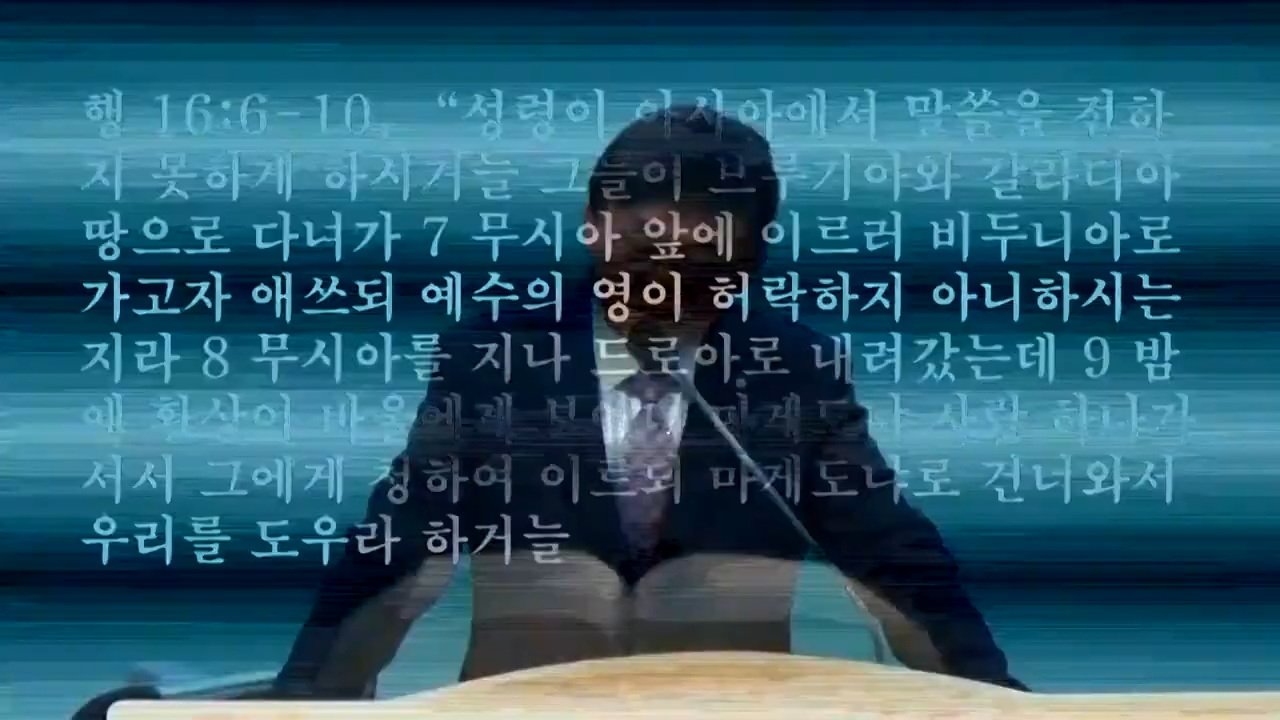 행 16:6-10, “성령이 아시아에서 말씀을 전하
지 못하게 하시거늘 그들이 브루기아와 갈라디아
땅으로 다녀가 7 무시아 앞에 이르러 비두니아로
가고자 애쓰되 예수의 영이 허락하지 아니하시는
지라 8 무시아를 지나 드로아로 내려갔는데 9 밤
에 환상이 바울에게 보이니 마게도냐 사람 하나가
서서 그에게 청하여 이르되 마게도냐로 건너와서
우리를 도우라 하거늘